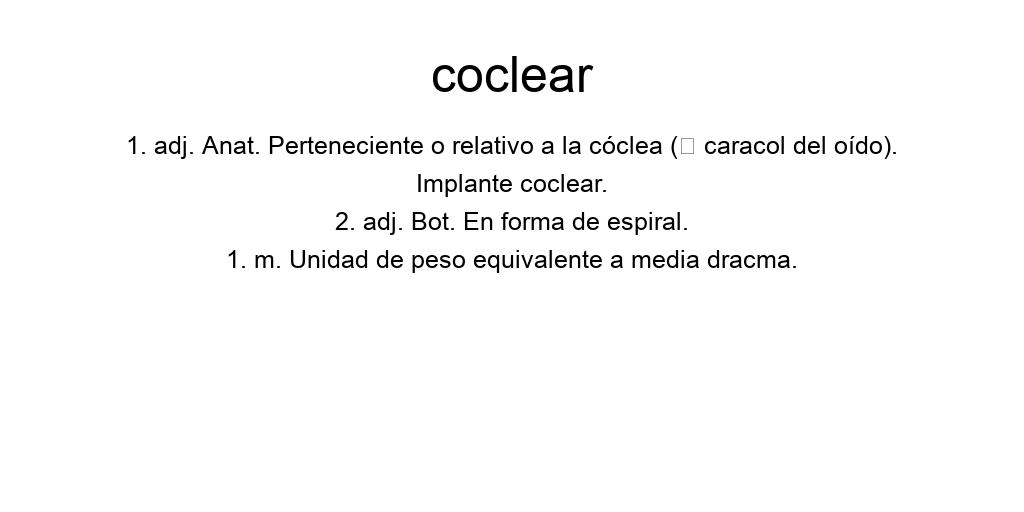 coclear
1. adj. Anat. Perteneciente o relativo a la cóclea (□ caracol del oído).
Implante coclear.
2. adj. Bot. En forma de espiral.
1. m. Unidad de peso equivalente a media dracma.